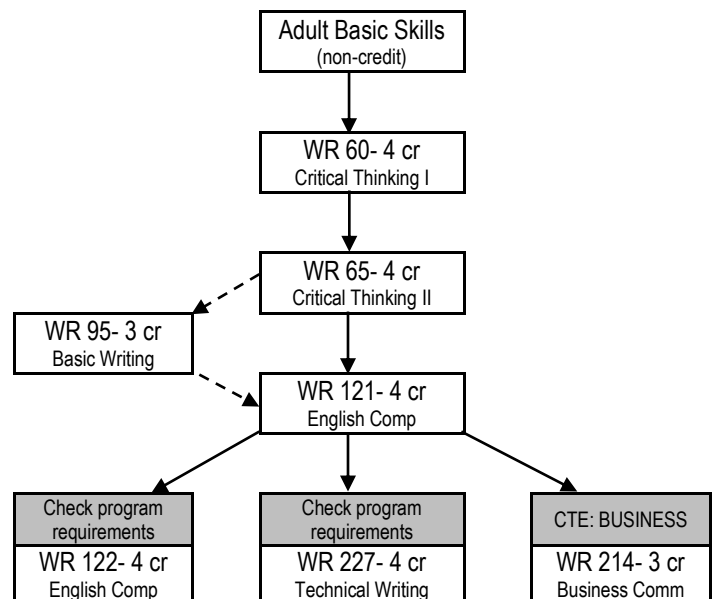 Adult Basic Skills
(non-credit)
WR 60- 4 cr
Critical Thinking I
WR 65- 4 cr
Critical Thinking II
WR 95- 3 cr
Basic Writing
WR 121- 4 cr
English Comp
Check program
requirements
WR 122- 4 cr
English Comp
Check program
requirements
WR 227- 4 cr
Technical Writing
CTE: BUSINESS
WR 214- 3 cr
Business Comm